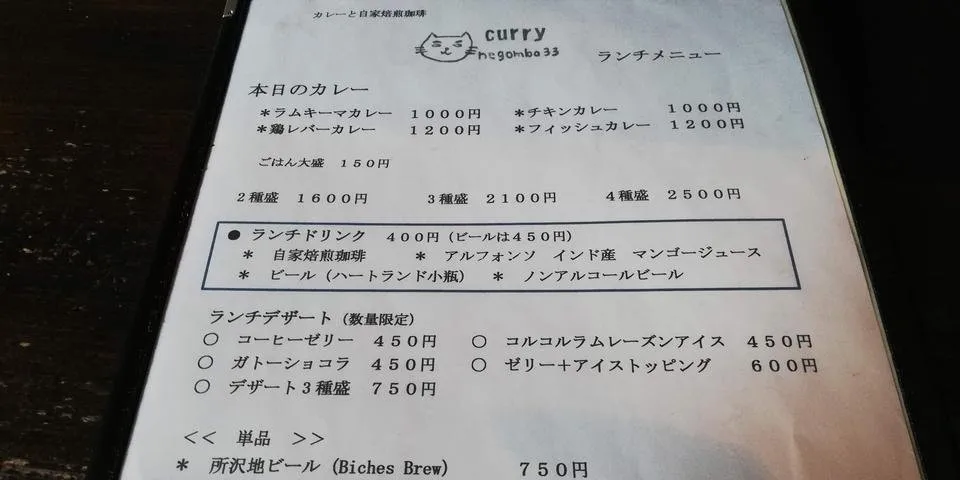 カレーと自家焙煎珈琲
curry
negombo33
ランチメニュー
本日のカレー
＊ラムキーマカレー １０００円 ＊チキンカレー １０００円
＊鶏レバーカレー １２００円 ＊フィッシュカレー １２００円
ごはん大盛 １５０円
２種盛 １６００円 ３種盛 ２１００円 ４種盛 ２５００円
● ランチドリンク ４００円（ビールは４５０円）
＊ 自家焙煎珈琲 ＊ アルフォンソ インド産 マンゴージュース
＊ ビール（ハートランド小瓶） ＊ ノンアルコールビール
ランチデザート（数量限定）
○ コーヒーゼリー ４５０円 ○ コルコルラムレーズンアイス ４５０円
○ ガトーショコラ ４５０円 ○ ゼリー＋アイストッピング ６００円
○ デザート３種盛 ７５０円
＜＜ 単品 ＞＞
＊ 所沢地ビール (Biches Brew) ７５０円